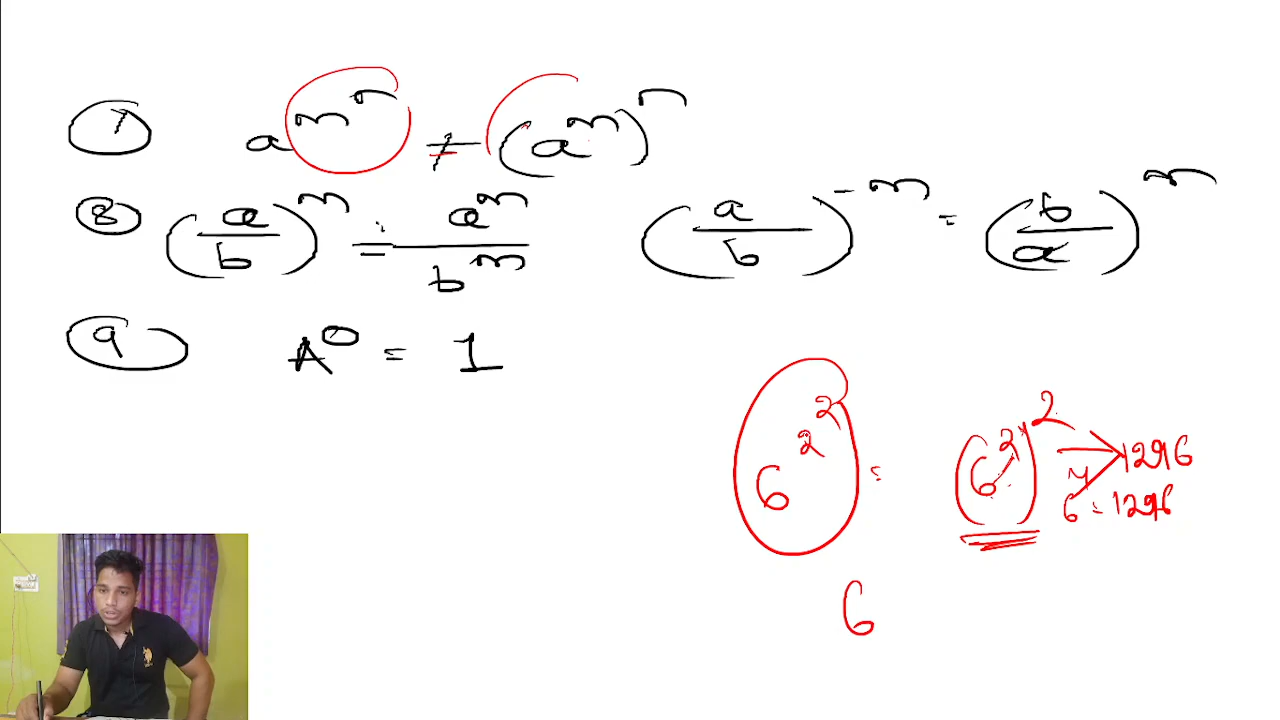 7 a^{m^n} ≠ (a^m)^n
8 (a/b)^m = a^m/b^m (a/b)^{-m} = (b/a)^m
9 A^0 = 1
6^{2^2} = (6^2)^2 → 1296
6^4 = 1296
6